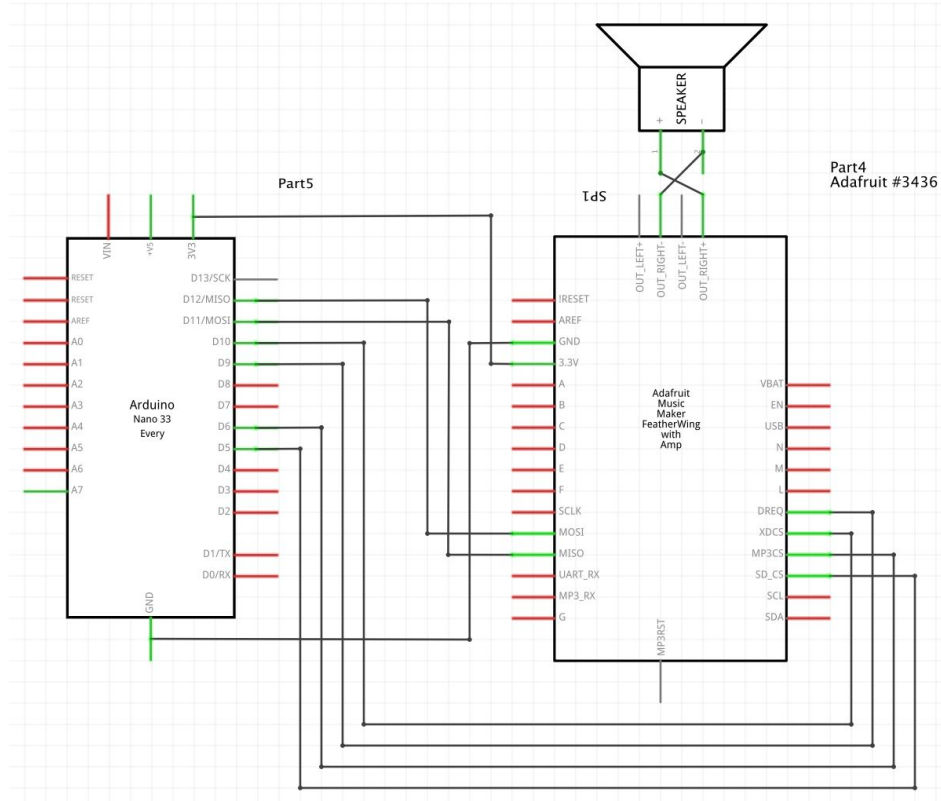 SPEAKER
+
-
1
2
Part4
Adafruit #3436
Part5
SP1
VIN
+V5
3V3
OUT_LEFT+
OUT_RIGHT-
OUT_LEFT-
OUT_RIGHT+
RESET
RESET
AREF
A0
A1
A2
A3
A4
A5
A6
A7
Arduino
Nano 33
Every
D13/SCK
D12/MISO
D11/MOSI
D10
D9
D8
D7
D6
D5
D4
D3
D2
D1/TX
D0/RX
GND
!RESET
AREF
GND
3.3V
A
B
C
D
E
F
SCLK
MOSI
MISO
UART_RX
MP3_RX
G
Adafruit
Music
Maker
FeatherWing
with
Amp
VBAT
EN
USB
N
M
L
DREQ
XDCS
MP3CS
SD_CS
SCL
SDA
MP3RST